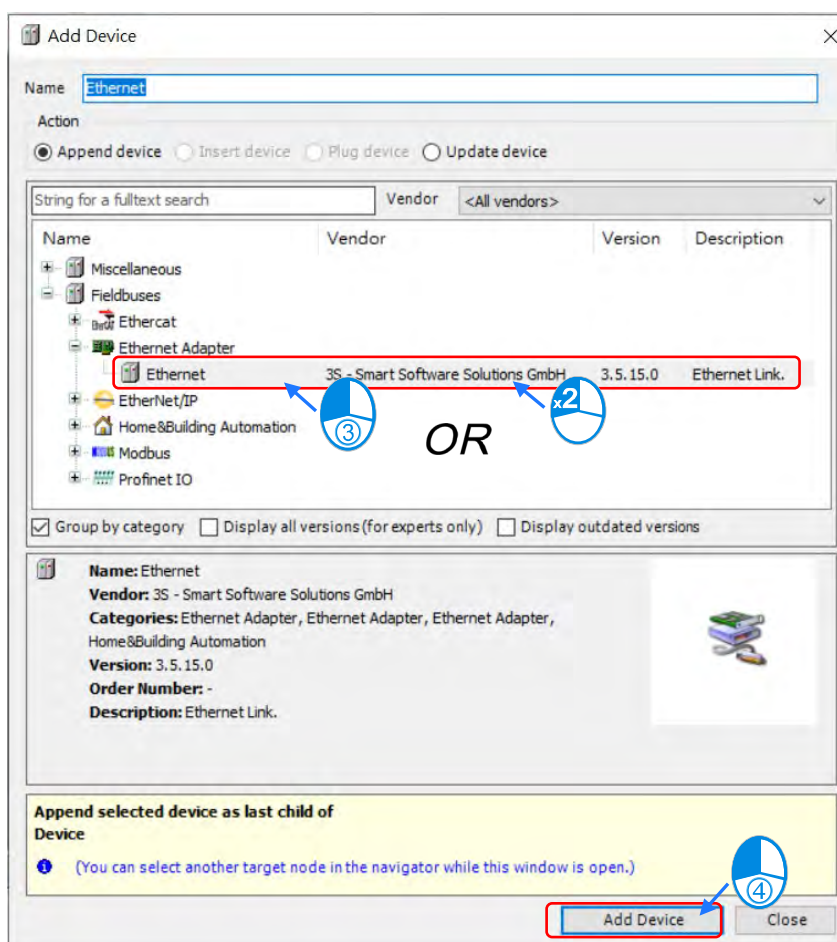 Add Device
Name Ethernet
Action
Append device Insert device Plug device Update device
String for a fulltext search Vendor <All vendors>
Name Vendor Version Description
Miscellaneous
Fieldbuses
Ethercat
Ethernet Adapter
Ethernet 3S - Smart Software Solutions GmbH 3.5.15.0 Ethernet Link.
EtherNet/IP
x2
Home&Building Automation
③
OR
Modbus
Profinet IO
Group by category Display all versions (for experts only) Display outdated versions
Name: Ethernet
Vendor: 3S - Smart Software Solutions GmbH
Categories: Ethernet Adapter, Ethernet Adapter, Ethernet Adapter,
Home&Building Automation
Version: 3.5.15.0
Order Number: -
Description: Ethernet Link.
Append selected device as last child of
Device
(You can select another target node in the navigator while this window is open.)
④
Add Device Close